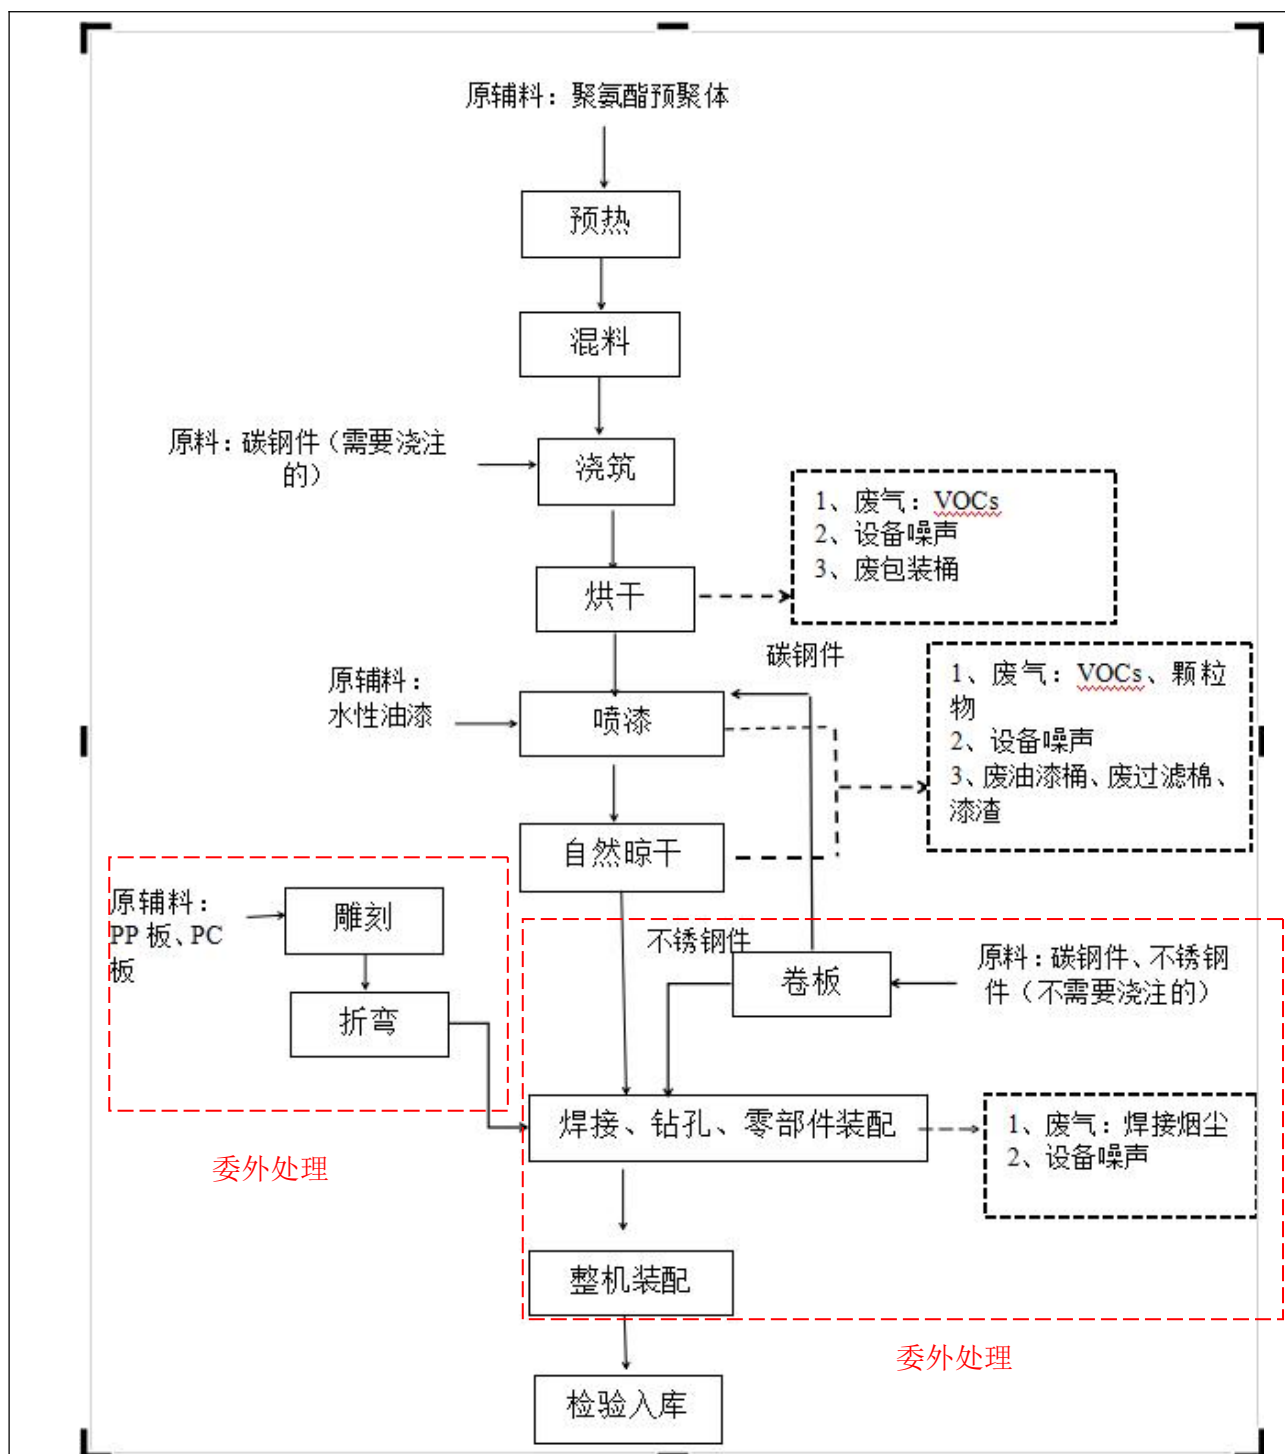 原辅料：聚氨酯预聚体
预热
混料
原料：碳钢件（需要浇注
的）
浇筑
1、废气：VOCs
2、设备噪声
3、废包装桶
烘干
碳钢件
原辅料：
水性油漆
喷漆
1、废气：VOCs、颗粒
物
2、设备噪声
3、废油漆桶、废过滤棉、
漆渣
自然晾干
原辅料：
PP 板、PC
板
雕刻
折弯
不锈钢件
卷板
原料：碳钢件、不锈钢
件（不需要浇注的）
焊接、钻孔、零部件装配
1、废气：焊接烟尘
2、设备噪声
委外处理
整机装配
委外处理
检验入库